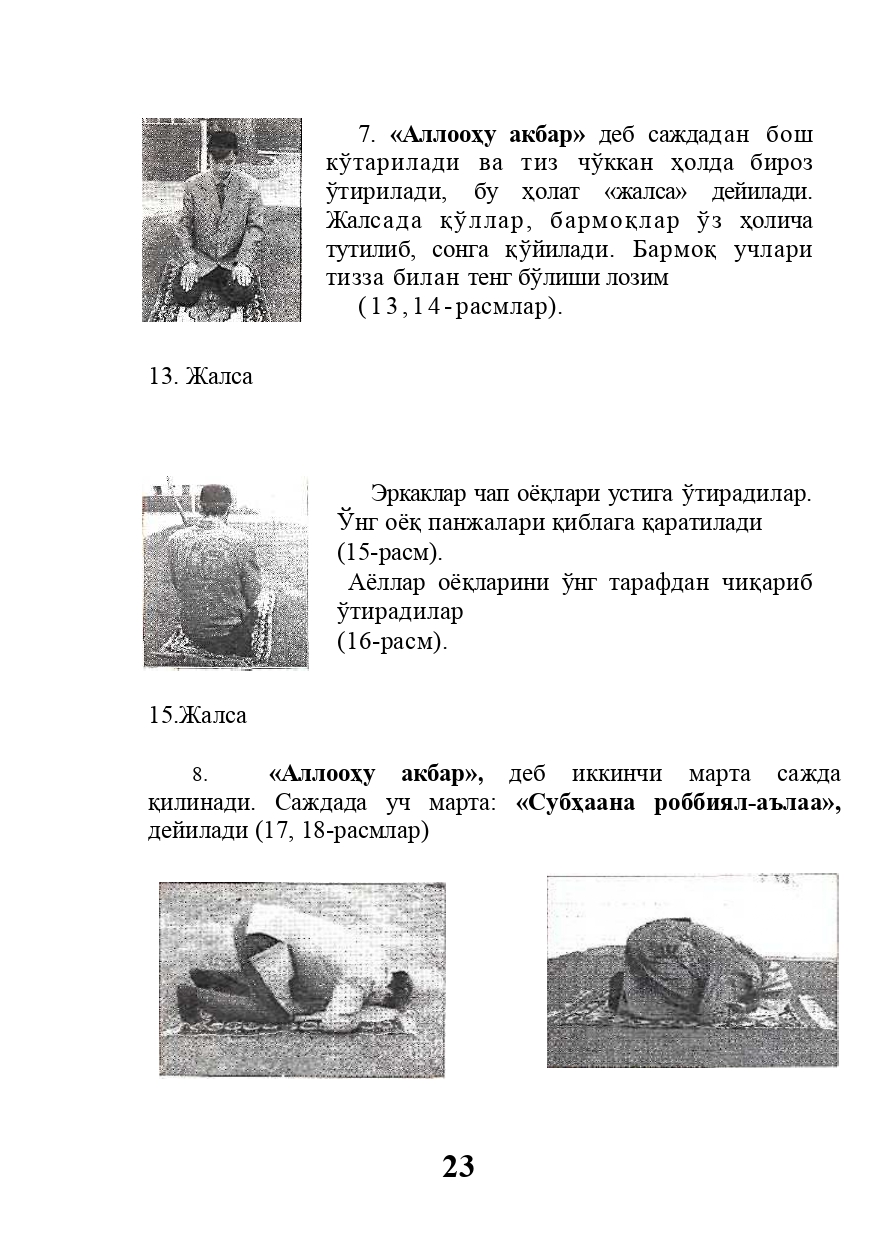 7. «Аллооҳу акбар» деб саждадан бош
кўтарилади ва тиз чўккан ҳолда бироз
ўтирилади, бу ҳолат «жалса» дейилади.
Жалсада қўллар, бармоқлар ўз ҳолича
тутилиб, сонга қўйилади. Бармоқ учлари
тизза билан тенг бўлиши лозим
(13,14-расмлар).
13. Жалса
Эркаклар чап оёқлари устига ўтирадилар.
Ўнг оёқ панжалари қиблага қаратилади
(15-расм).
Аёллар оёқларини ўнг тарафдан чиқариб
ўтирадилар
(16-расм).
15.Жалса
8. «Аллооҳу акбар», деб иккинчи марта сажда
қилинади. Саждада уч марта: «Субҳаана роббиял-аълаа»,
дейилади (17, 18-расмлар)
23